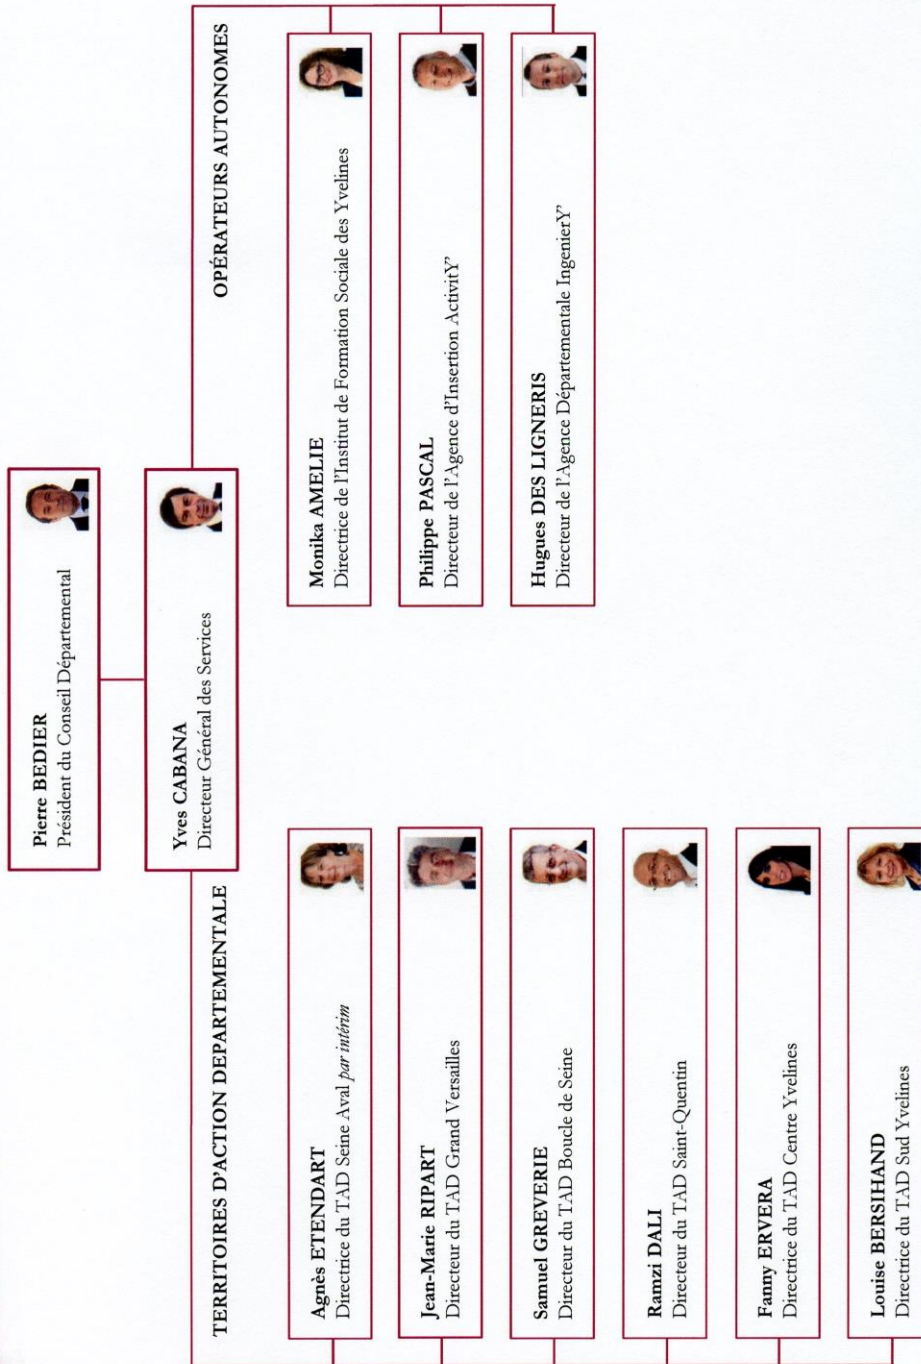 Pierre BEDIER
Président du Conseil Départemental
Yves CABANA
Directeur Général des Services
TERRITOIRES D'ACTION DEPARTEMENTALE
Agnès ETENDART
Directrice du TAD Seine Aval par intérim
Jean-Marie RIPART
Directeur du TAD Grand Versailles
Samuel GREVERIE
Directeur du TAD Boucle de Seine
Ramzi DALI
Directeur du TAD Saint-Quentin
Fanny ERVERA
Directrice du TAD Centre Yvelines
Louise BERSIHAND
Directrice du TAD Sud Yvelines
OPÉRATEURS AUTONOMES
Monika AMELIE
Directrice de l'Institut de Formation Sociale des Yvelines
Philippe PASCAL
Directeur de l'Agence d'Insertion ActivitY'
Hugues DES LIGNERIS
Directeur de l'Agence Départementale IngenierY'